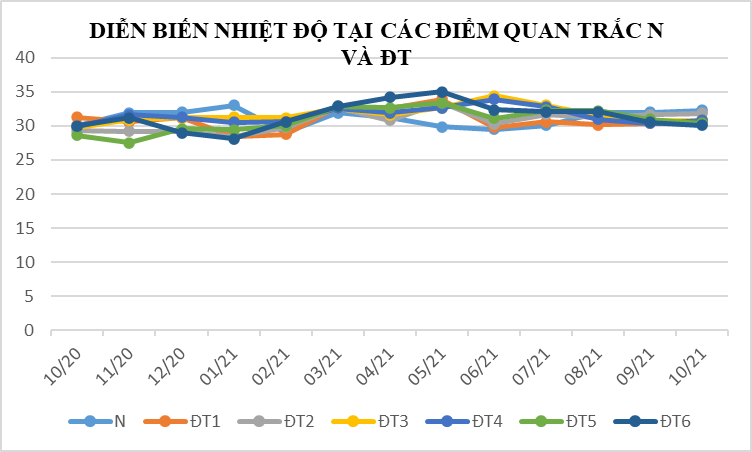 DIỄN BIẾN NHIỆT ĐỘ TẠI CÁC ĐIỂM QUAN TRẮC N
VÀ ĐT
40
35
30
25
20
15
10
5
0
10/20 11/20 12/20 01/21 02/21 03/21 04/21 05/21 06/21 07/21 08/21 09/21 10/21
N ĐT1 ĐT2 ĐT3 ĐT4 ĐT5 ĐT6